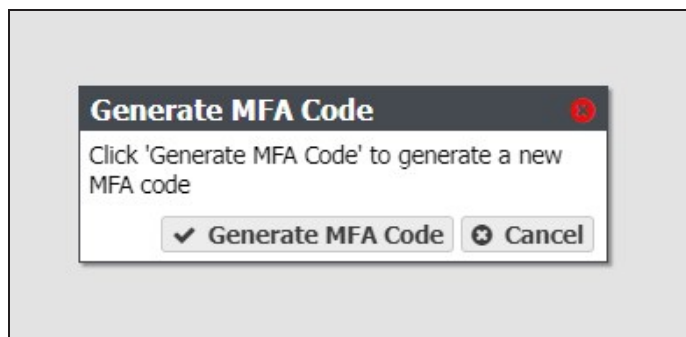 Generate MFA Code
Click 'Generate MFA Code' to generate a new
MFA code
Generate MFA Code Cancel